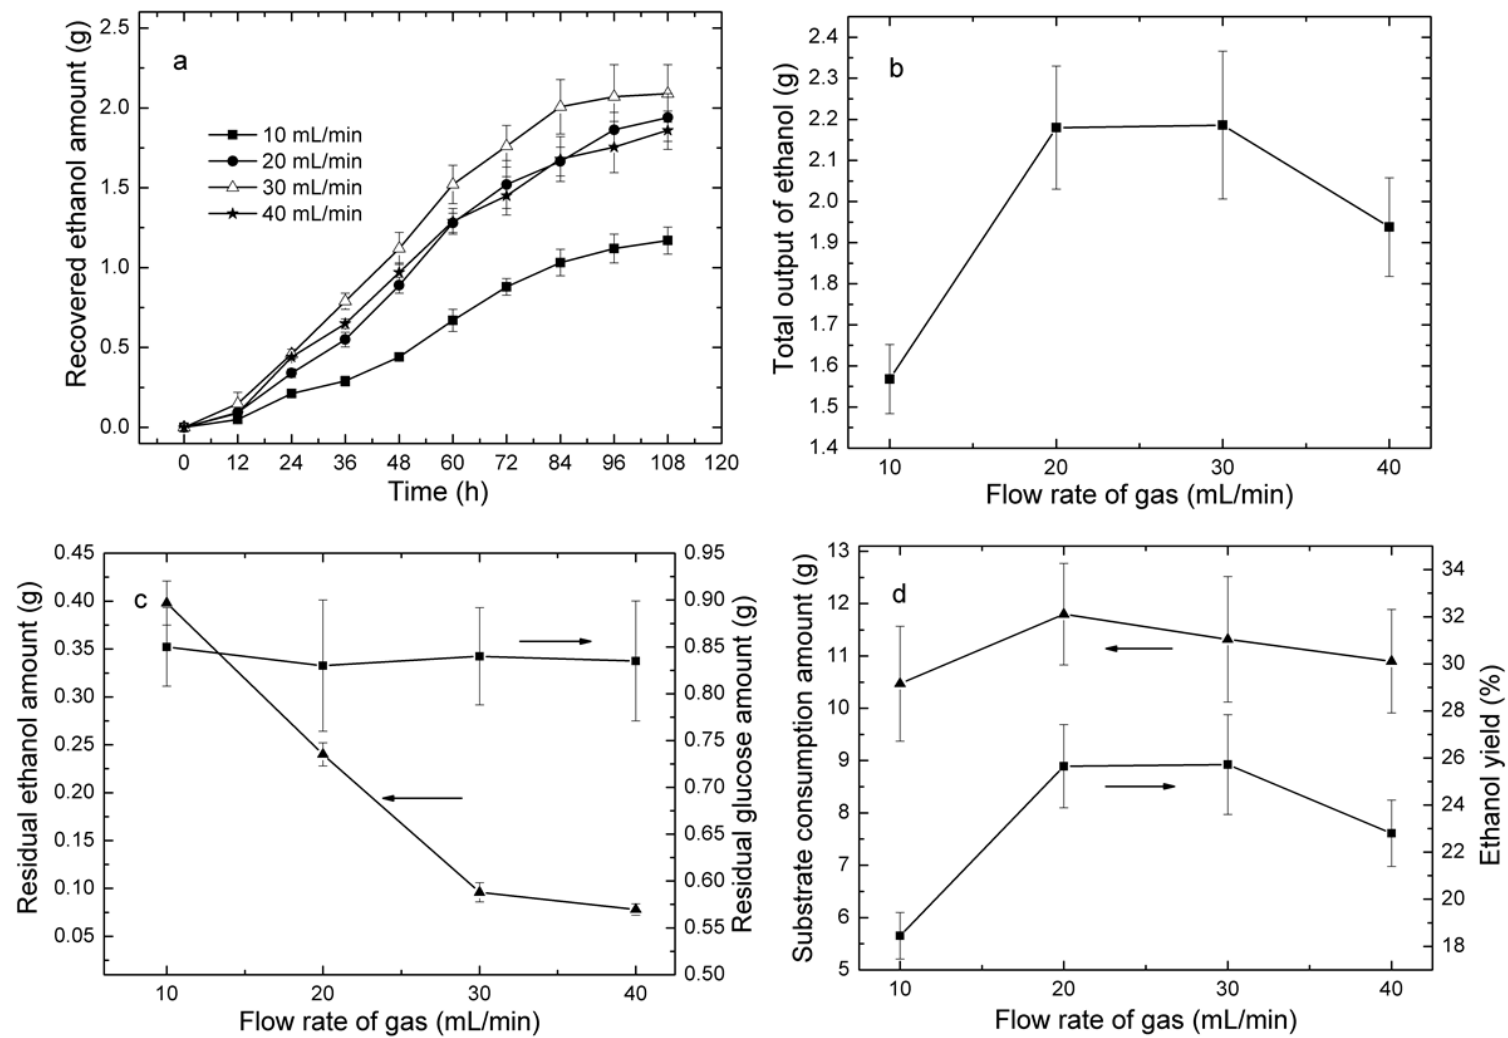 a
Recovered ethanol amount (g)
2.5
2.0
1.5
1.0
0.5
0.0
10 mL/min
20 mL/min
30 mL/min
40 mL/min
0 12 24 36 48 60 72 84 96 108 120
Time (h)
b
Total output of ethanol (g)
2.4
2.3
2.2
2.1
2.0
1.9
1.8
1.7
1.6
1.5
1.4
10 20 30 40
Flow rate of gas (mL/min)
c
Residual ethanol amount (g)
0.45
0.40
0.35
0.30
0.25
0.20
0.15
0.10
0.05
0.95
0.90
0.85
0.80
0.75
0.70
0.65
0.60
0.55
0.50
Residual glucose amount (g)
10 20 30 40
Flow rate of gas (mL/min)
d
Substrate consumption amount (g)
13
12
11
10
9
8
7
6
5
34
32
30
28
26
24
22
20
18
Ethanol yield (%)
10 20 30 40
Flow rate of gas (mL/min)